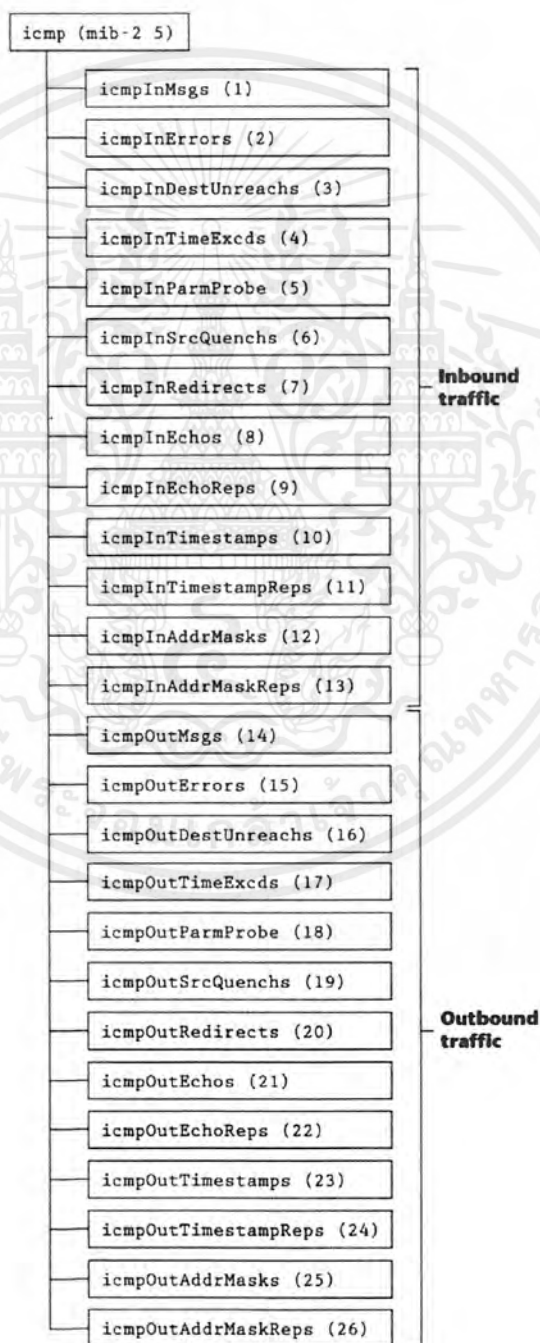 icmp (mib-2 5)
icmpInMsgs (1)
icmpInErrors (2)
icmpInDestUnreachs (3)
icmpInTimeExcds (4)
icmpInParmProbe (5)
icmpInSrcQuenchs (6)
icmpInRedirects (7)
icmpInEchos (8)
icmpInEchoReps (9)
icmpInTimestamps (10)
icmpInTimestampReps (11)
icmpInAddrMasks (12)
icmpInAddrMaskReps (13)
Inbound
traffic
icmpOutMsgs (14)
icmpOutErrors (15)
icmpOutDestUnreachs (16)
icmpOutTimeExcds (17)
icmpOutParmProbe (18)
icmpOutSrcQuenchs (19)
icmpOutRedirects (20)
icmpOutEchos (21)
icmpOutEchoReps (22)
icmpOutTimestamps (23)
icmpOutTimestampReps (24)
icmpOutAddrMasks (25)
icmpOutAddrMaskReps (26)
Outbound
traffic